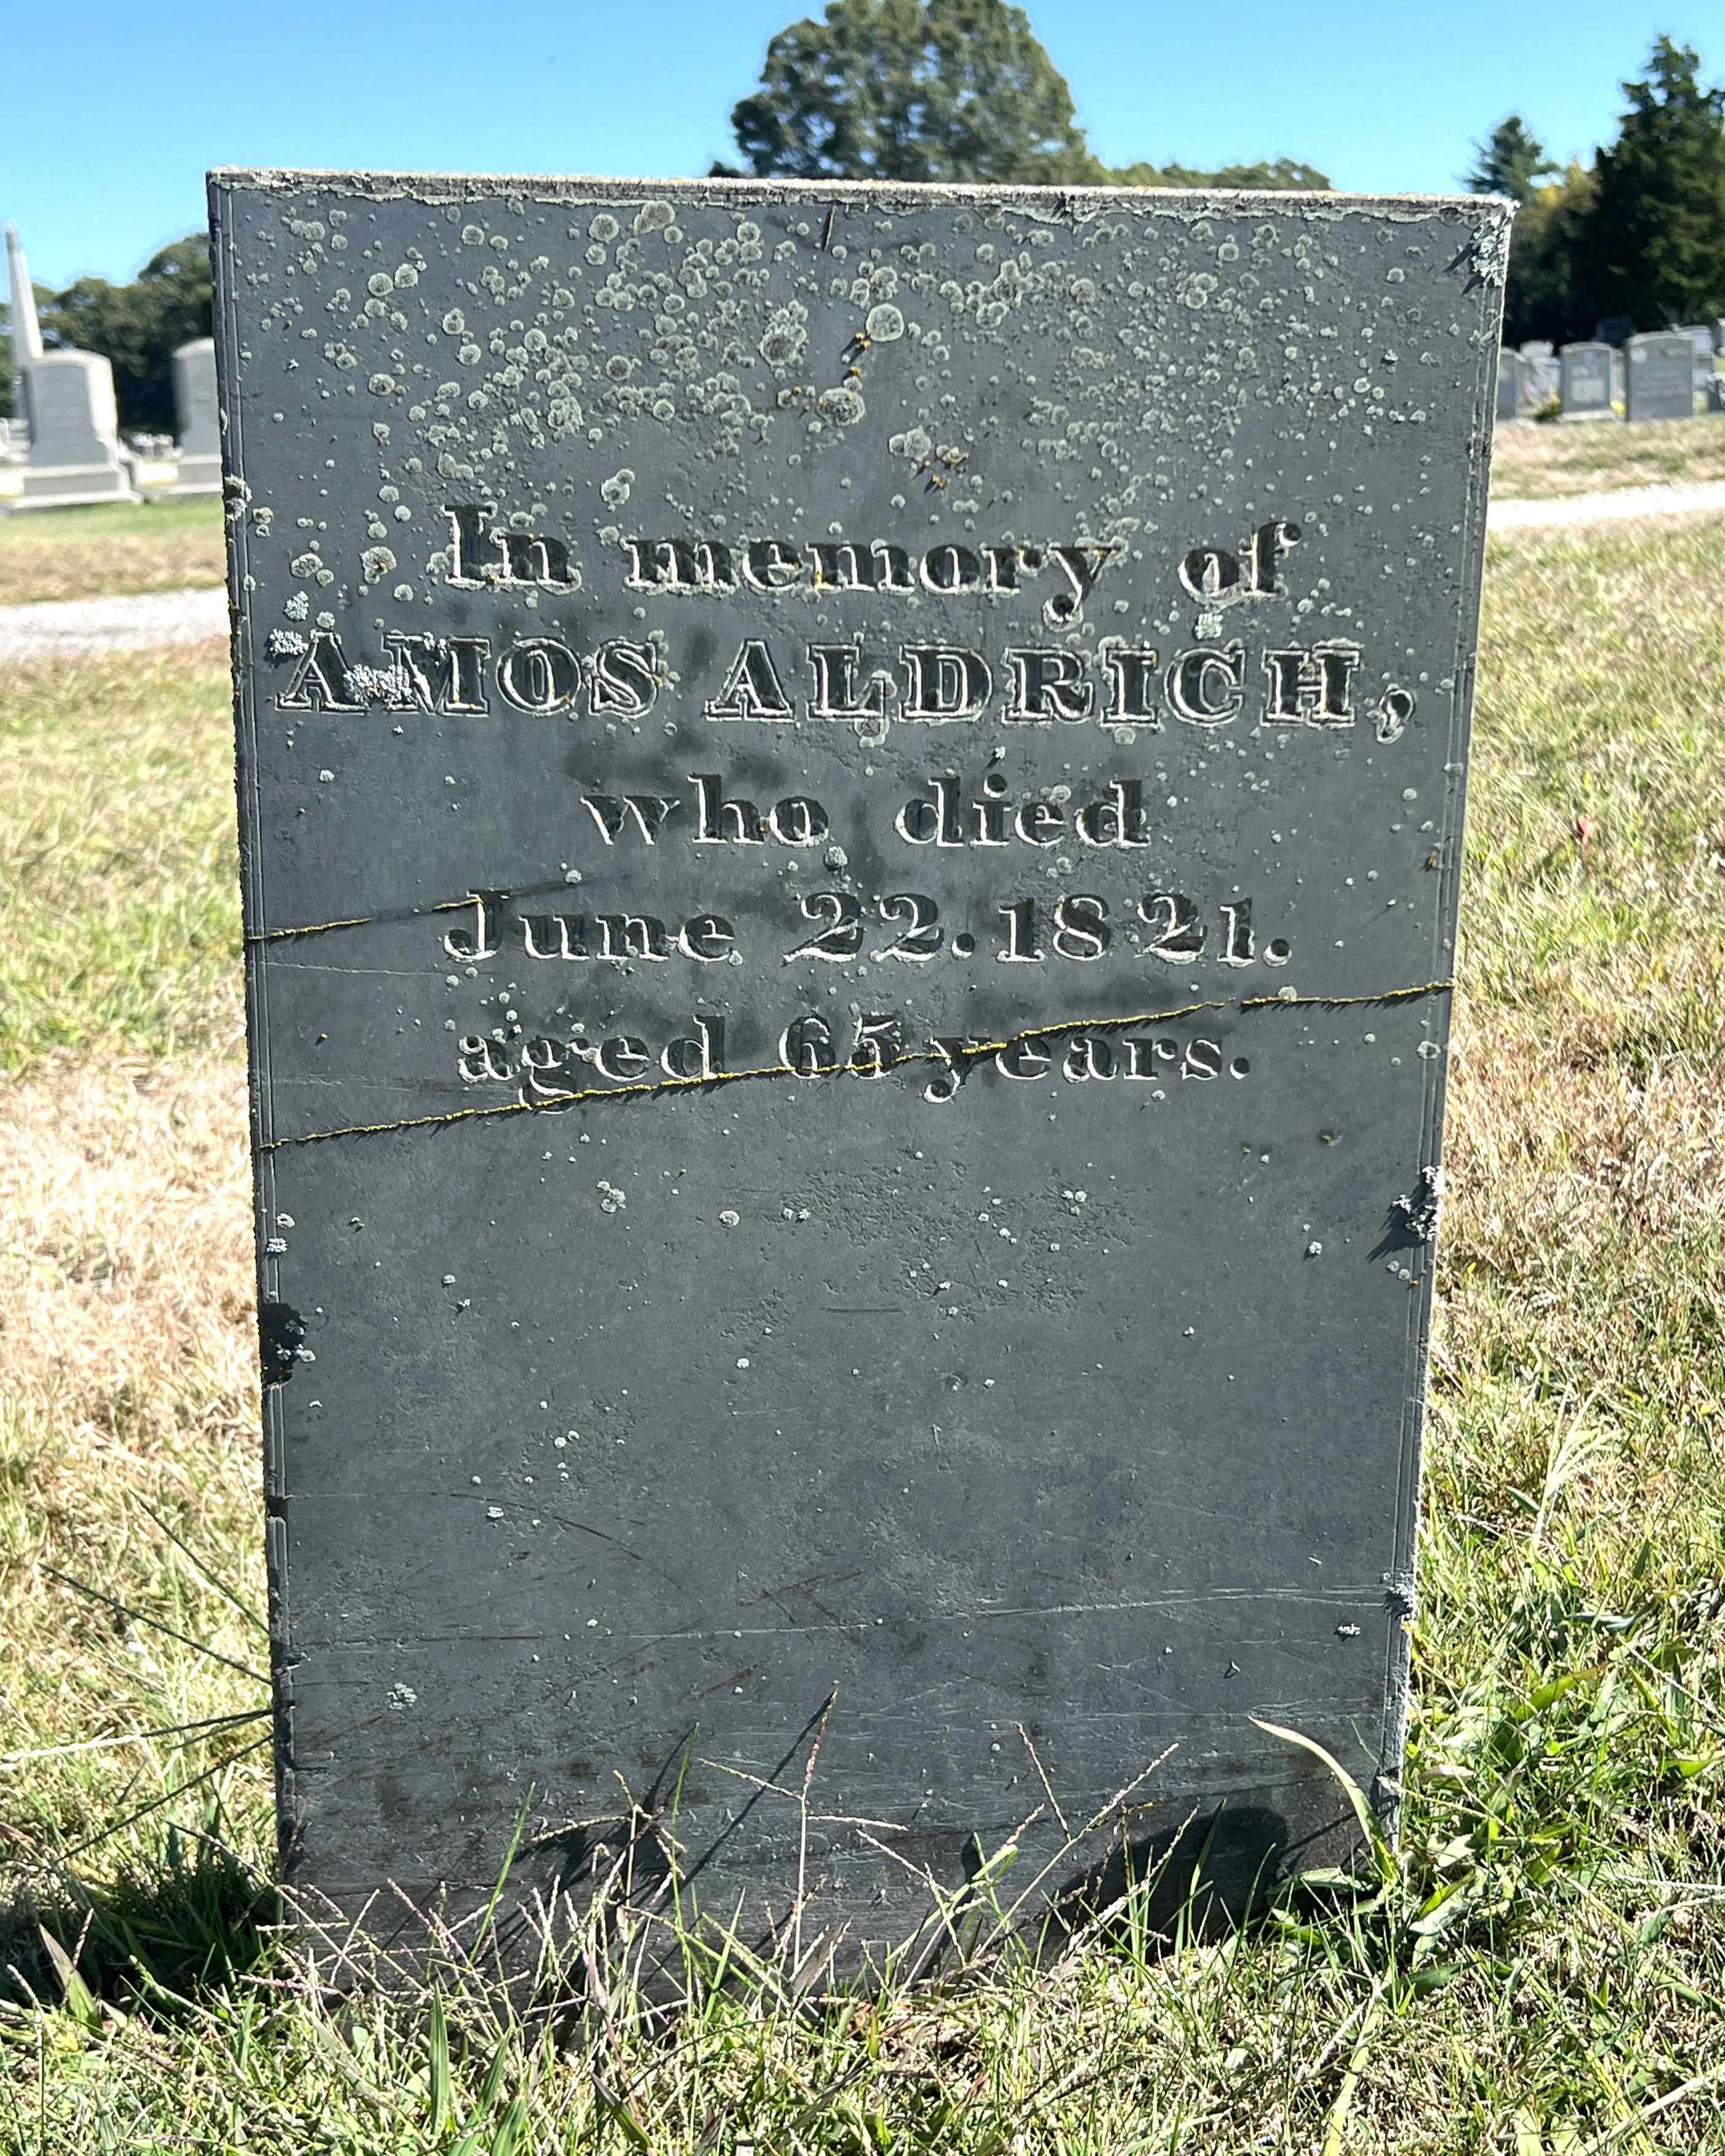 In memory of
AMOS ALDRICH,
who died
June 22. 1821.
aged 65 years.